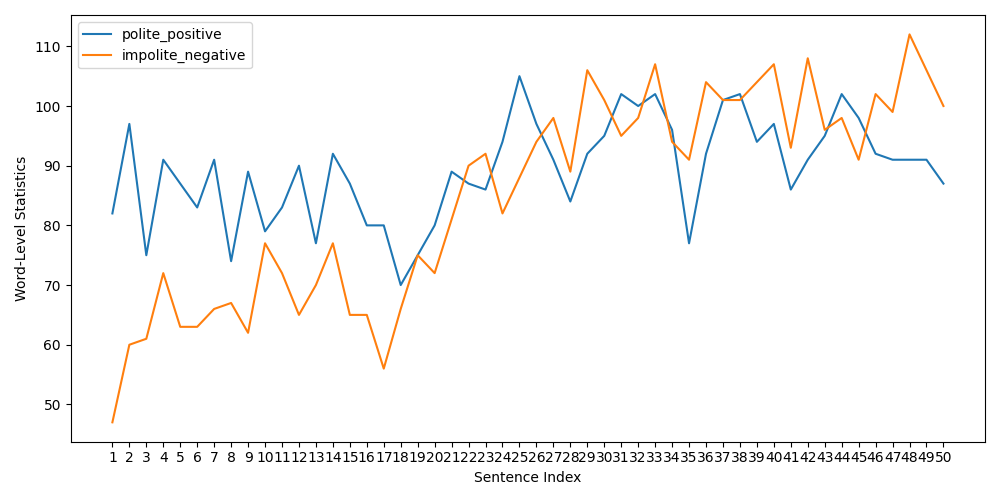 polite_positive
impolite_negative
110
100
90
80
70
60
50
Word-Level Statistics
1 2 3 4 5 6 7 8 9 10 11 12 13 14 15 16 17 18 19 20 21 22 23 24 25 26 27 28 29 30 31 32 33 34 35 36 37 38 39 40 41 42 43 44 45 46 47 48 49 50
Sentence Index